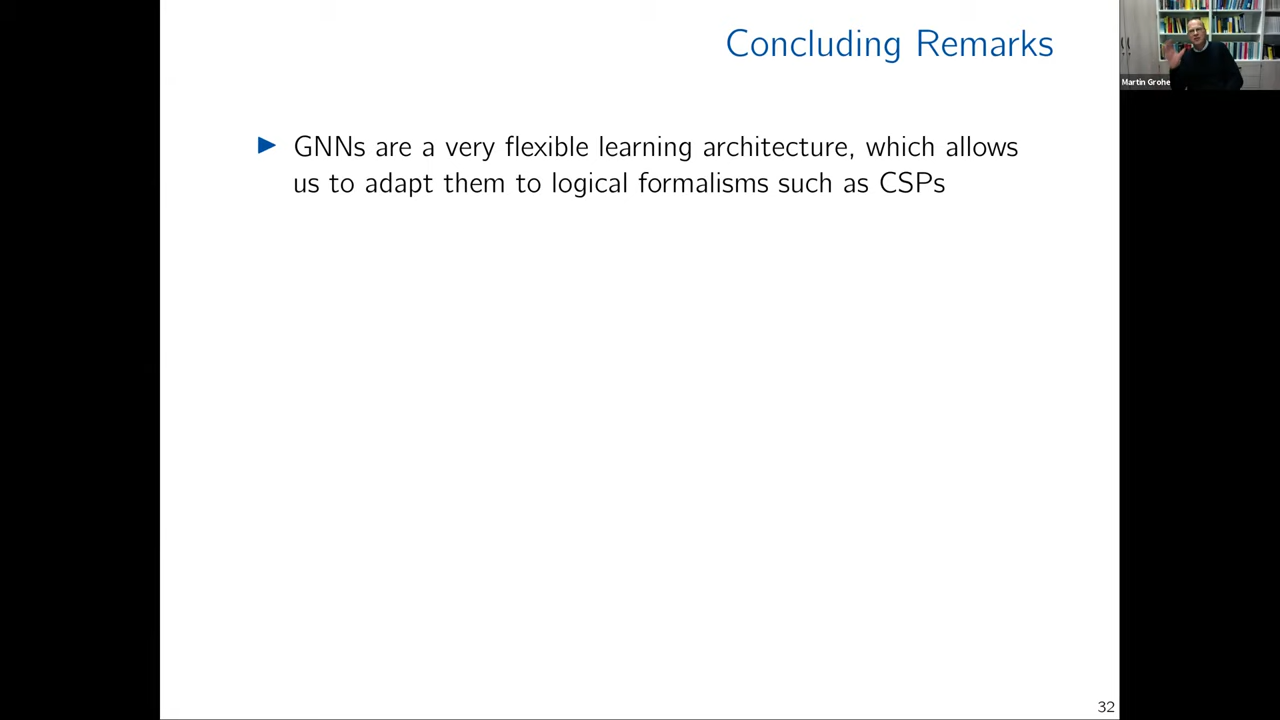 Concluding Remarks
Martin Grohe
▶ GNNs are a very flexible learning architecture, which allows
us to adapt them to logical formalisms such as CSPs
32